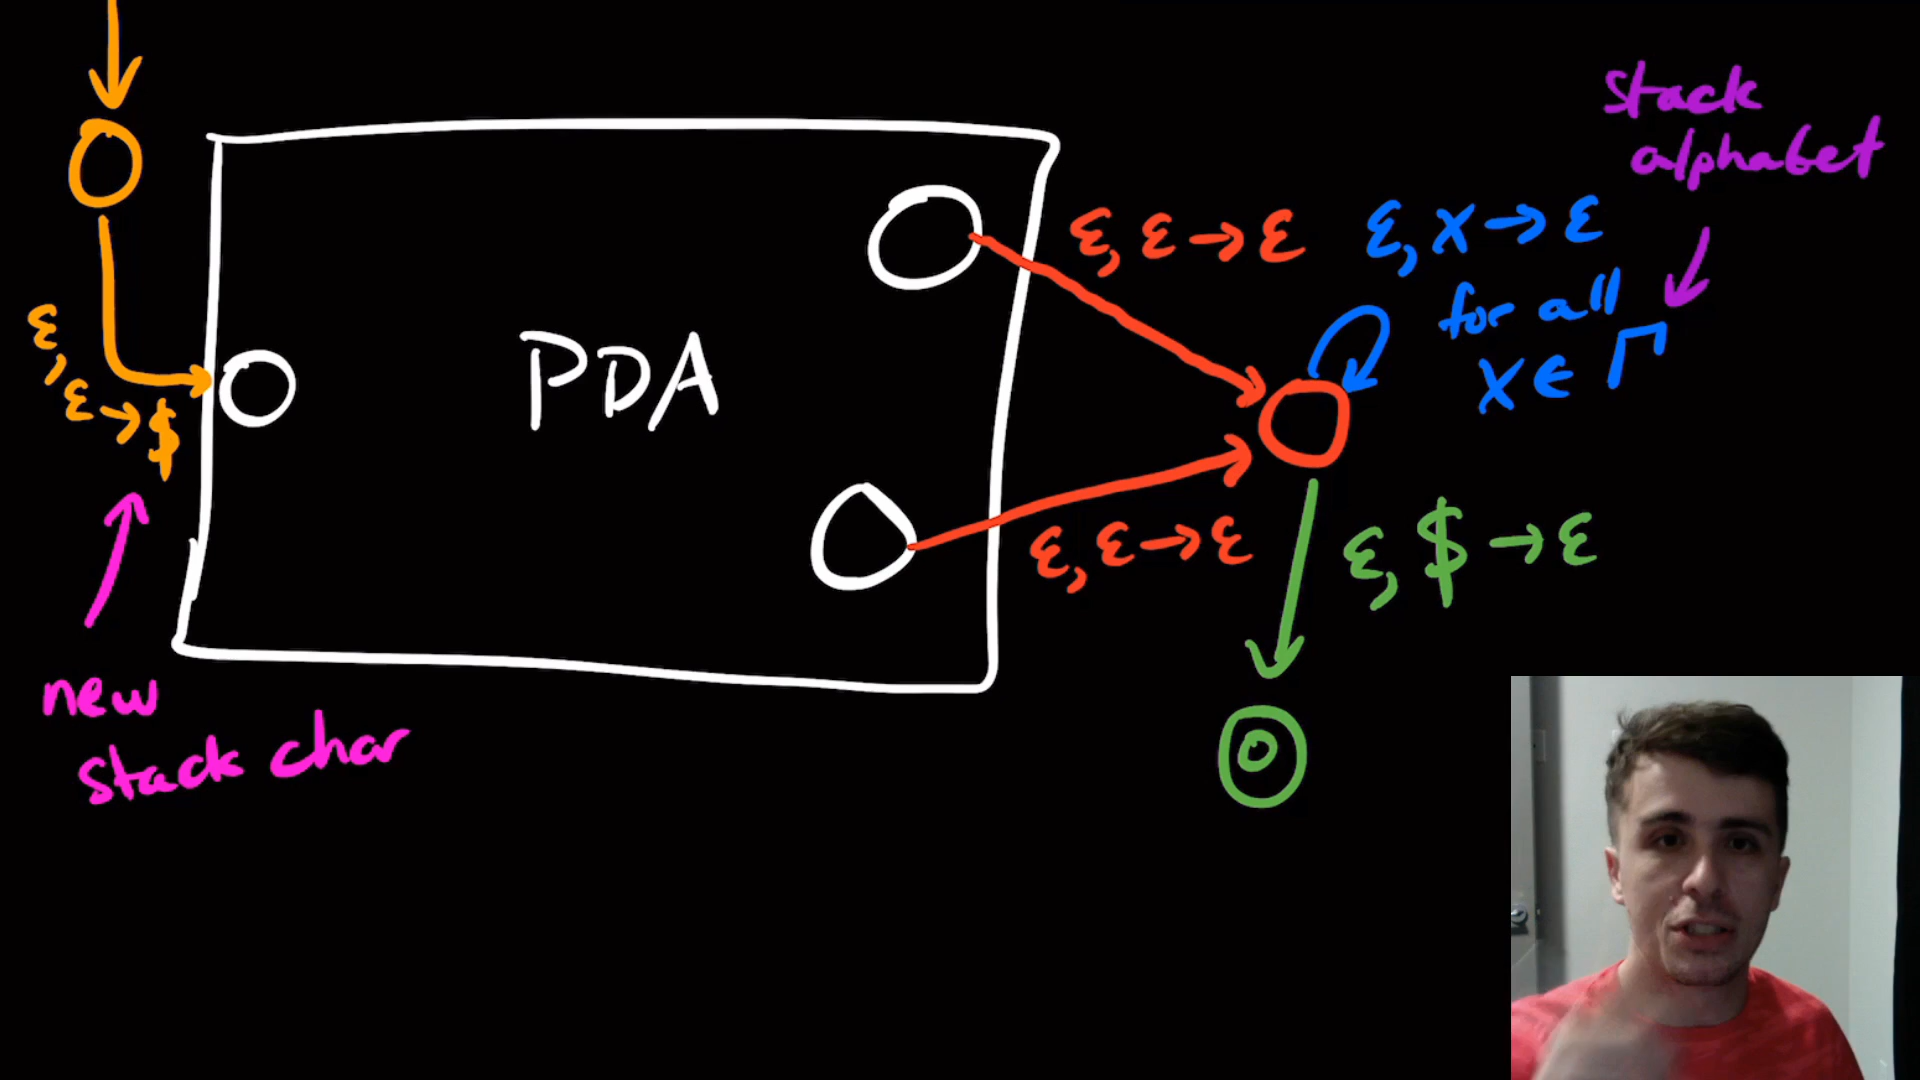 stack
alphabet
ε, ε → ε
ε, x → ε
for all
x ∈ Γ
ε, ε → $
PDA
ε, ε → ε
ε, $ → ε
new
stack char